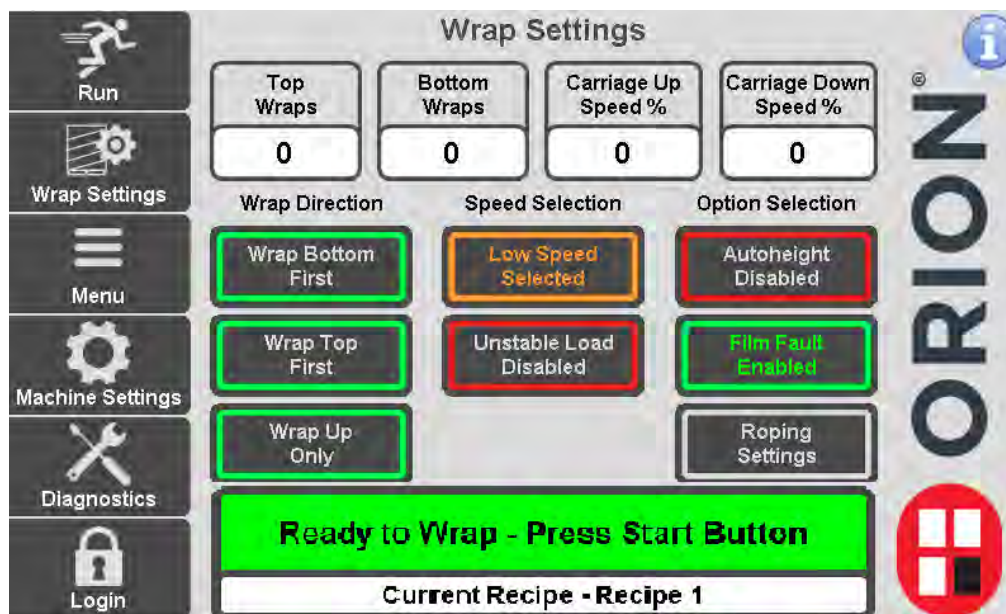 Wrap Settings
Run
Wrap Settings
Menu
Machine Settings
Diagnostics
Login
Top
Wraps
0
Bottom
Wraps
0
Carriage Up
Speed %
0
Carriage Down
Speed %
0
Wrap Direction
Wrap Bottom
First
Wrap Top
First
Wrap Up
Only
Speed Selection
Low Speed
Selected
Unstable Load
Disabled
Option Selection
Autoheight
Disabled
Film Fault
Enabled
Roping
Settings
Ready to Wrap - Press Start Button
Current Recipe - Recipe 1
i
ORION®